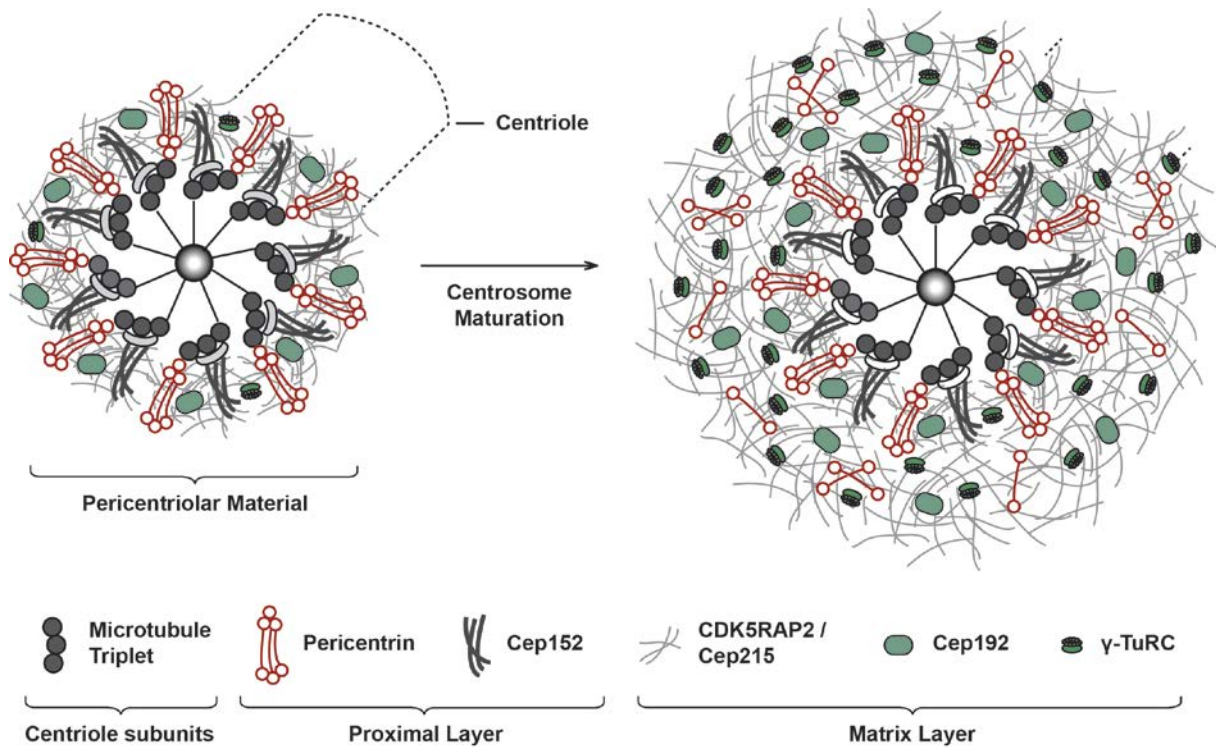 Centriole
Centrosome
Maturation
Pericentriolar Material
Microtubule
Triplet
Pericentrin
Cep152
CDK5RAP2 /
Cep215
Cep192
γ-TuRC
Centriole subunits
Proximal Layer
Matrix Layer